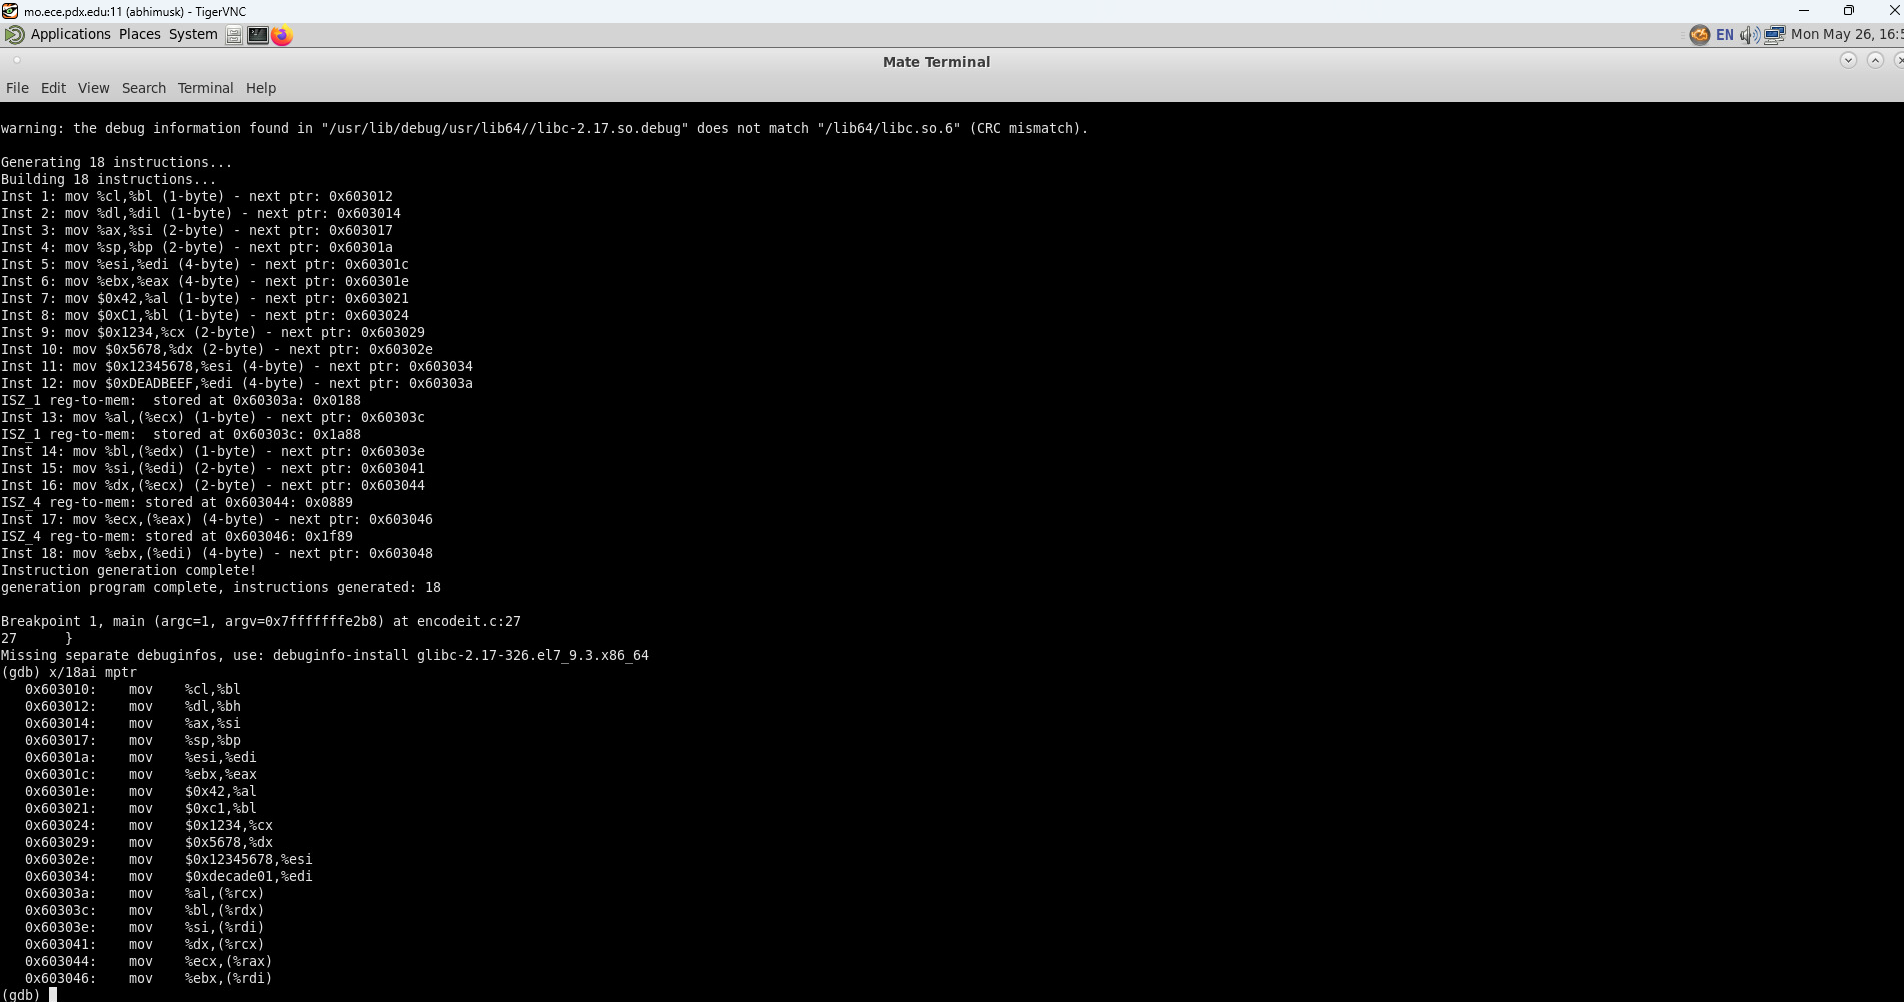 mo.ece.pdx.edu:11 (abhimusk) - TigerVNC
Applications Places System EN Mon May 26, 16:5
Mate Terminal
File Edit View Search Terminal Help
warning: the debug information found in "/usr/lib/debug/usr/lib64//libc-2.17.so.debug" does not match "/lib64/libc.so.6" (CRC mismatch).
Generating 18 instructions...
Building 18 instructions...
Inst 1: mov %cl,%bl (1-byte) - next ptr: 0x603012
Inst 2: mov %dl,%dil (1-byte) - next ptr: 0x603014
Inst 3: mov %ax,%si (2-byte) - next ptr: 0x603017
Inst 4: mov %sp,%bp (2-byte) - next ptr: 0x60301a
Inst 5: mov %esi,%edi (4-byte) - next ptr: 0x60301c
Inst 6: mov %ebx,%eax (4-byte) - next ptr: 0x60301e
Inst 7: mov $0x42,%al (1-byte) - next ptr: 0x603021
Inst 8: mov $0xC1,%bl (1-byte) - next ptr: 0x603024
Inst 9: mov $0x1234,%cx (2-byte) - next ptr: 0x603029
Inst 10: mov $0x5678,%dx (2-byte) - next ptr: 0x60302e
Inst 11: mov $0x12345678,%esi (4-byte) - next ptr: 0x603034
Inst 12: mov $0xDEADBEEF,%edi (4-byte) - next ptr: 0x60303a
ISZ_1 reg-to-mem:  stored at 0x60303a: 0x0188
Inst 13: mov %al,(%ecx) (1-byte) - next ptr: 0x60303c
ISZ_1 reg-to-mem:  stored at 0x60303c: 0x1a88
Inst 14: mov %bl,(%edx) (1-byte) - next ptr: 0x60303e
Inst 15: mov %si,(%edi) (2-byte) - next ptr: 0x603041
Inst 16: mov %dx,(%ecx) (2-byte) - next ptr: 0x603044
ISZ_4 reg-to-mem: stored at 0x603044: 0x0889
Inst 17: mov %ecx,(%eax) (4-byte) - next ptr: 0x603046
ISZ_4 reg-to-mem: stored at 0x603046: 0x1f89
Inst 18: mov %ebx,(%edi) (4-byte) - next ptr: 0x603048
Instruction generation complete!
generation program complete, instructions generated: 18
Breakpoint 1, main (argc=1, argv=0x7fffffffe2b8) at encodeit.c:27
27      }
Missing separate debuginfos, use: debuginfo-install glibc-2.17-326.el7_9.3.x86_64
(gdb) x/18ai mptr
0x603010:    mov    %cl,%bl
0x603012:    mov    %dl,%bh
0x603014:    mov    %ax,%si
0x603017:    mov    %sp,%bp
0x60301a:    mov    %esi,%edi
0x60301c:    mov    %ebx,%eax
0x60301e:    mov    $0x42,%al
0x603021:    mov    $0xc1,%bl
0x603024:    mov    $0x1234,%cx
0x603029:    mov    $0x5678,%dx
0x60302e:    mov    $0x12345678,%esi
0x603034:    mov    $0xdecade01,%edi
0x60303a:    mov    %al,(%rcx)
0x60303c:    mov    %bl,(%rdx)
0x60303e:    mov    %si,(%rdi)
0x603041:    mov    %dx,(%rcx)
0x603044:    mov    %ecx,(%rax)
0x603046:    mov    %ebx,(%rdi)
(gdb)